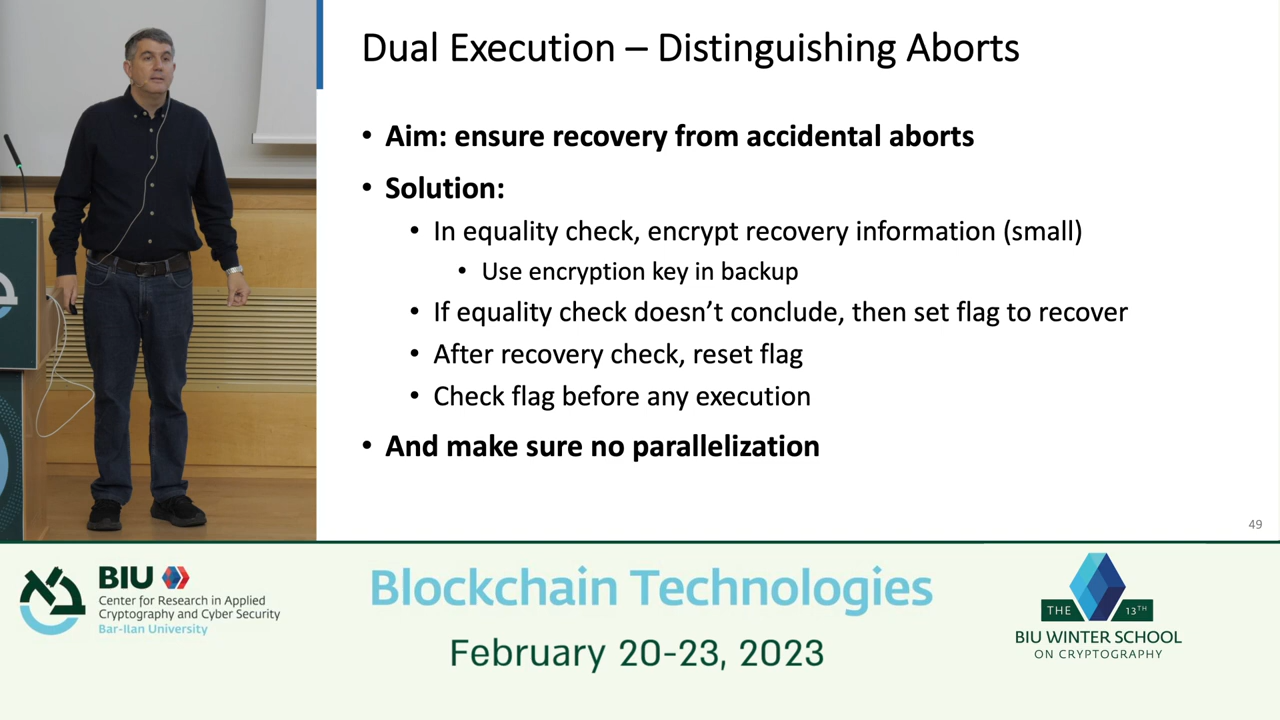 Dual Execution – Distinguishing Aborts
• Aim: ensure recovery from accidental aborts
• Solution:
• In equality check, encrypt recovery information (small)
• Use encryption key in backup
• If equality check doesn’t conclude, then set flag to recover
• After recovery check, reset flag
• Check flag before any execution
• And make sure no parallelization
49
BIU
Center for Research in Applied
Cryptography and Cyber Security
Bar-Ilan University
Blockchain Technologies
February 20-23, 2023
THE 13TH
BIU WINTER SCHOOL
ON CRYPTOGRAPHY